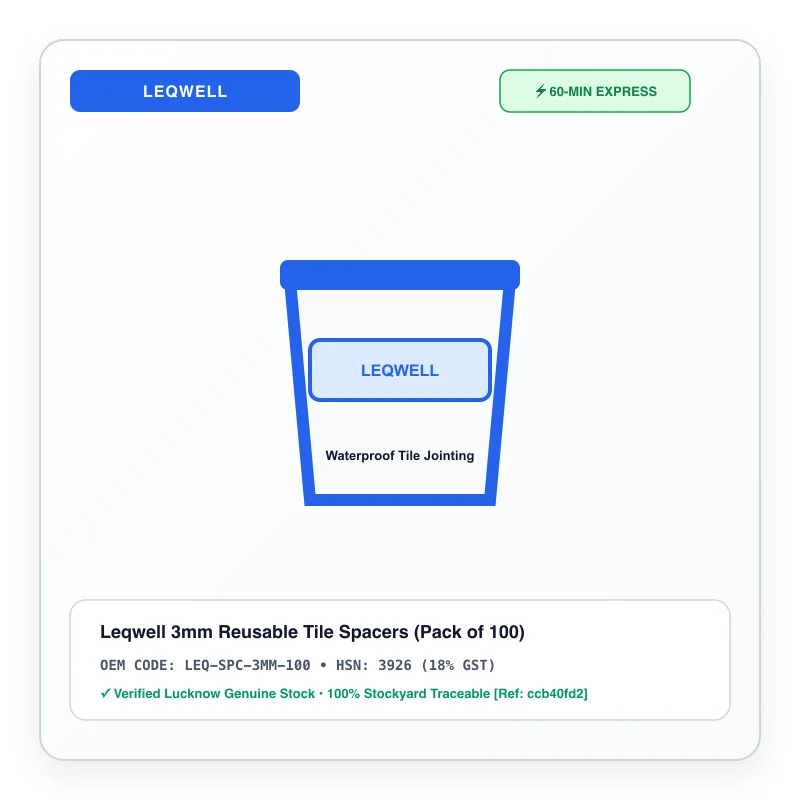 LEQWELL
⚡ 60-MIN EXPRESS
LEQWELL
Waterproof Tile Jointing
Leqwell 3mm Reusable Tile Spacers (Pack of 100)
OEM CODE: LEQ-SPC-3MM-100 • HSN: 3926 (18% GST)
✓ Verified Lucknow Genuine Stock · 100% Stockyard Traceable [Ref: ccb40fd2]